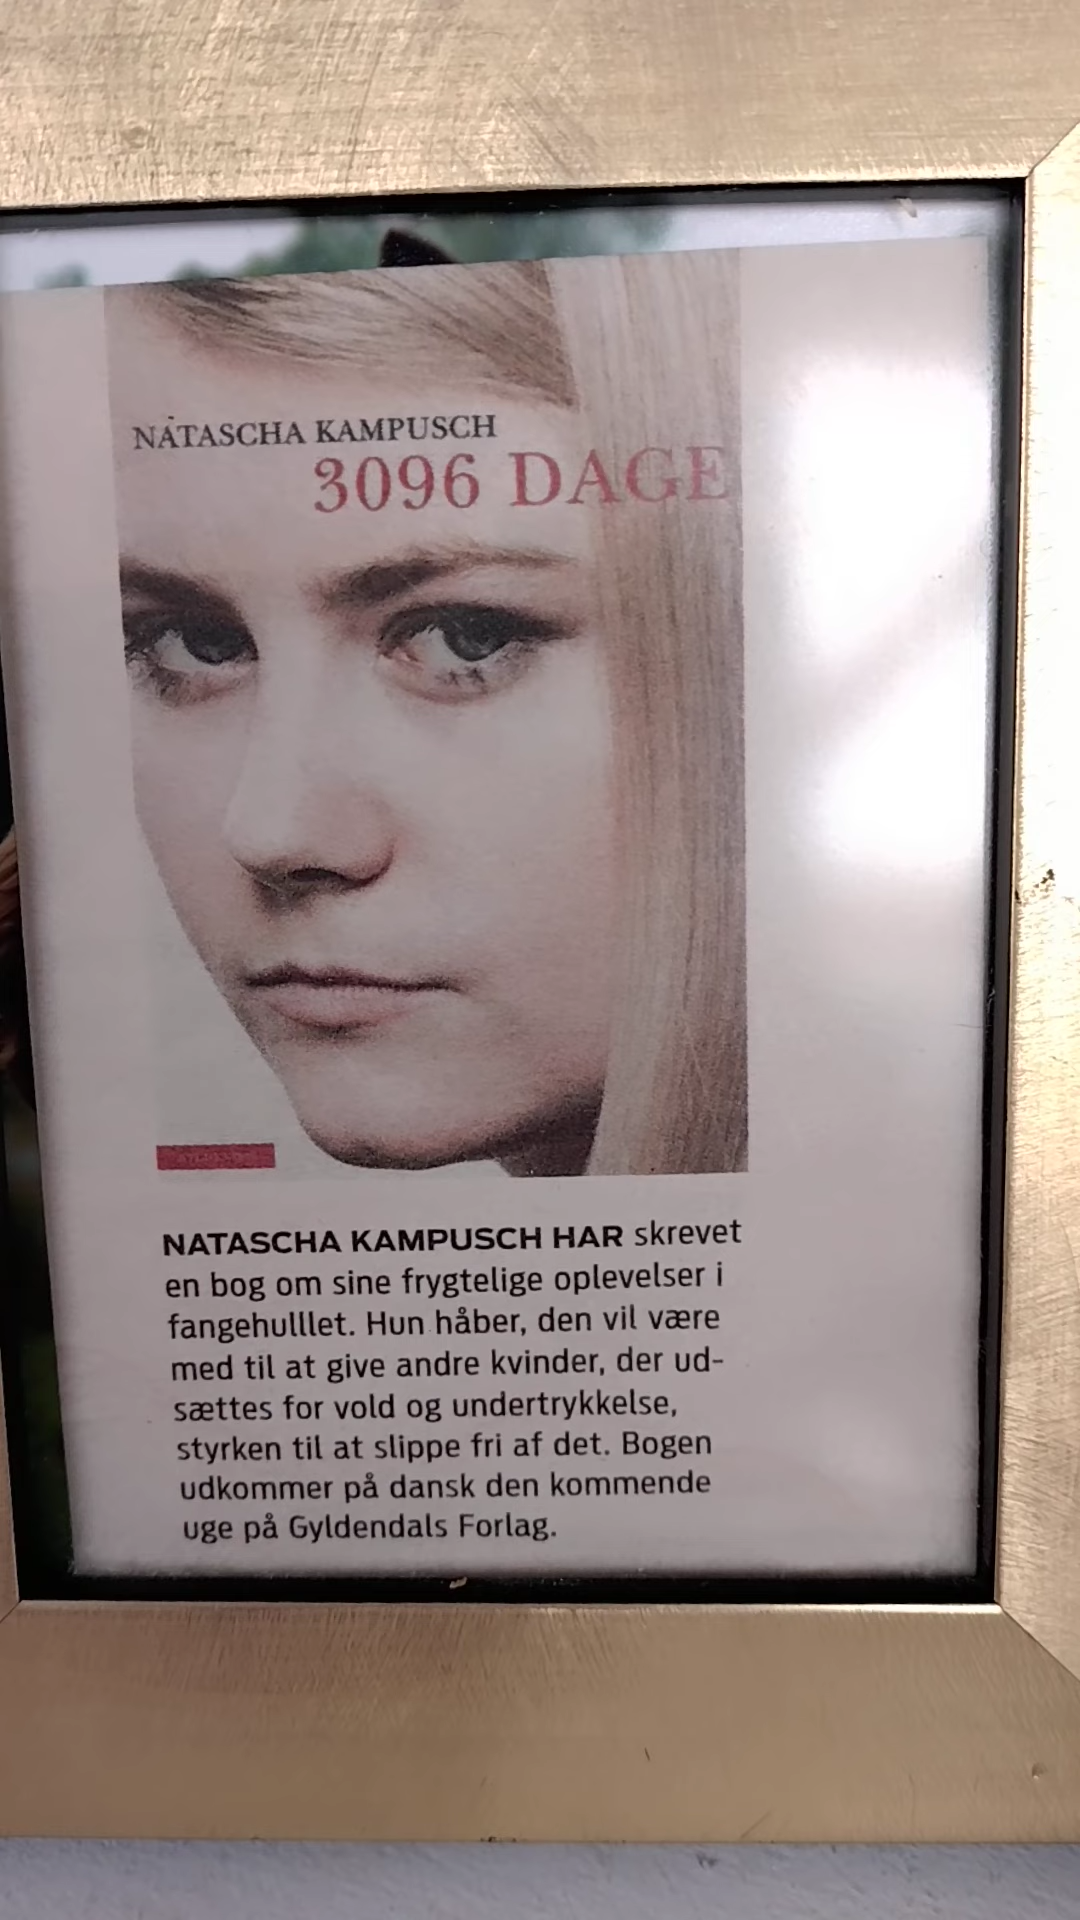 NATASCHA KAMPUSCH
3096 DAGE
NATASCHA KAMPUSCH HAR skrevet
en bog om sine frygtelige oplevelser i
fangehulllet. Hun håber, den vil være
med til at give andre kvinder, der ud-
sættes for vold og undertrykkelse,
styrken til at slippe fri af det. Bogen
udkommer på dansk den kommende
uge på Gyldendals Forlag.